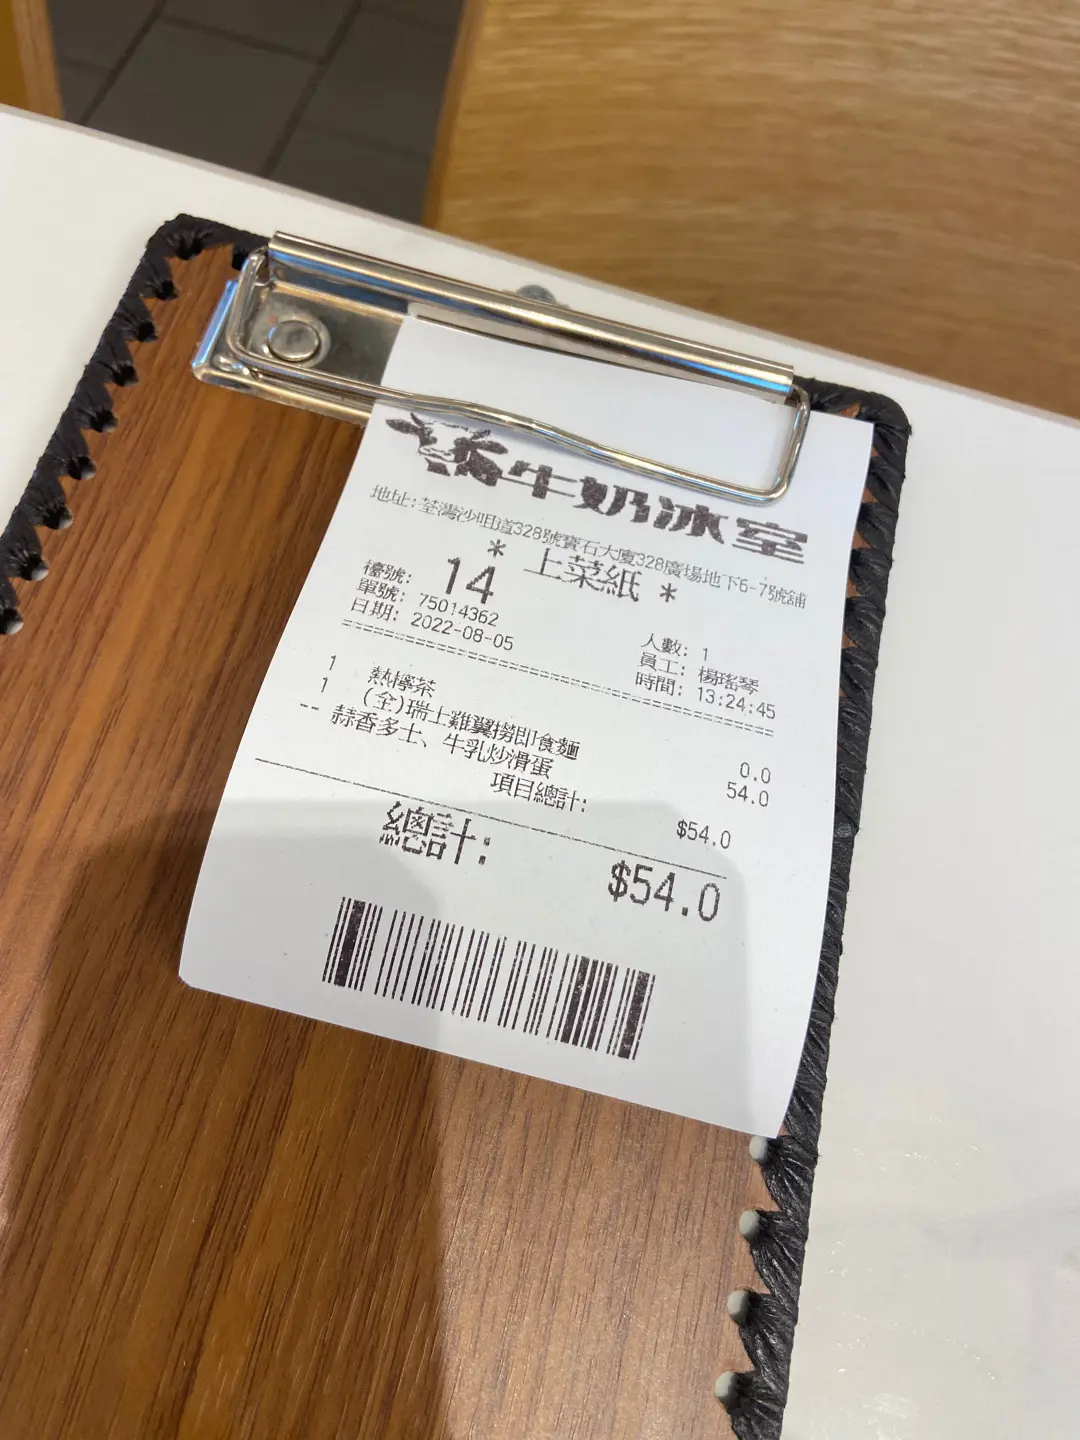 牛奶冰室
地址:荃灣沙咀道328號寶石大廈328廣場地下6-7號舖
* 上菜紙 *
檯號: 14
單號: 75014362 人數: 1
日期: 2022-08-05 員工: 楊瑤琴
時間: 13:24:45
1 熱檸茶 0.0
1 (全)瑞士雞翼撈即食麵 54.0
-- 蒜香多士、牛乳炒滑蛋
項目總計: $54.0
總計: $54.0